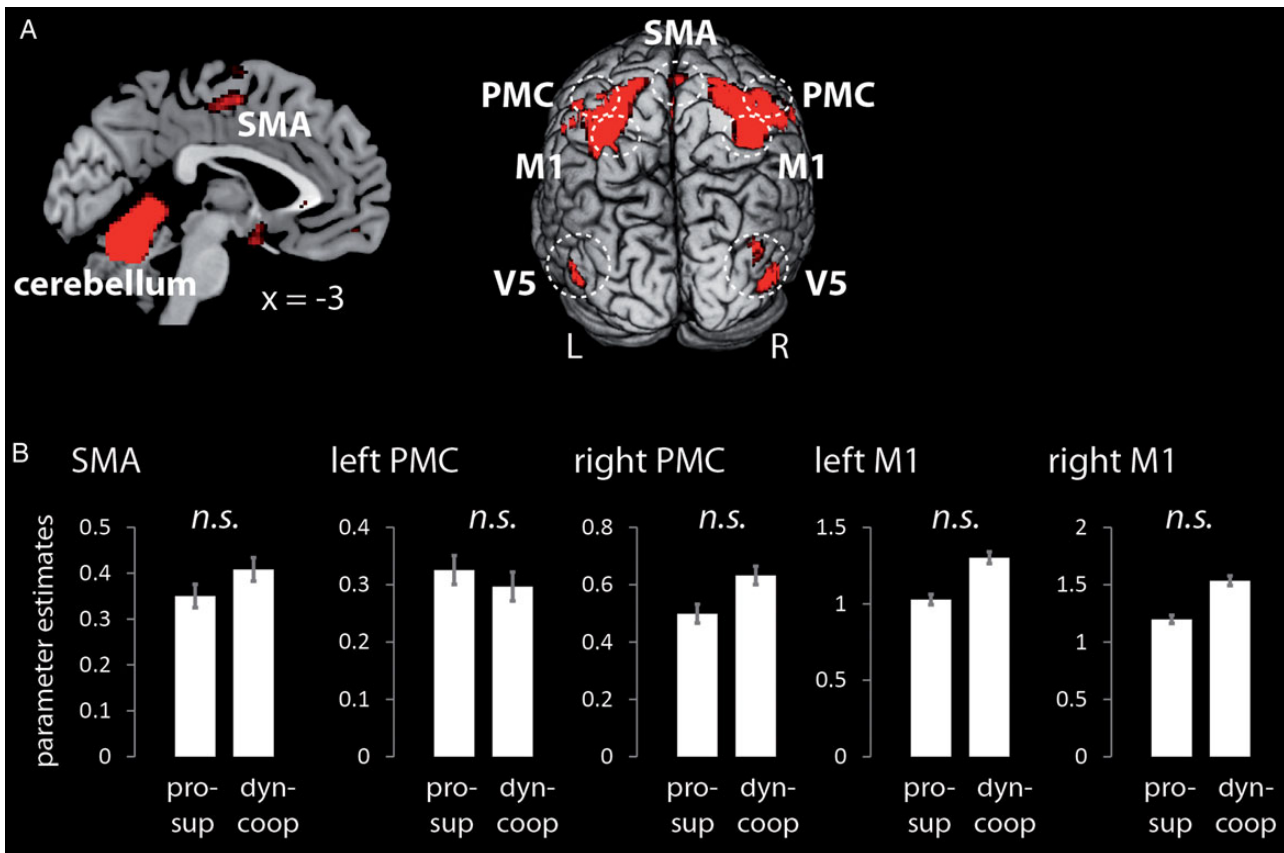 A
SMA
cerebellum
x = -3
SMA
PMC PMC
M1 M1
V5 V5
L R
B
SMA left PMC right PMC left M1 right M1
n.s. n.s. n.s. n.s. n.s.
parameter estimates
0.5 0.4 0.8 1.5 2
0.4 0.3 0.6 1 1.5
0.3 0.2 0.4 0.5 1
0.2 0.1 0.2 0 0.5
0.1 0 0 0
0
pro- dyn- pro- dyn- pro- dyn- pro- dyn- pro- dyn-
sup coop sup coop sup coop sup coop sup coop